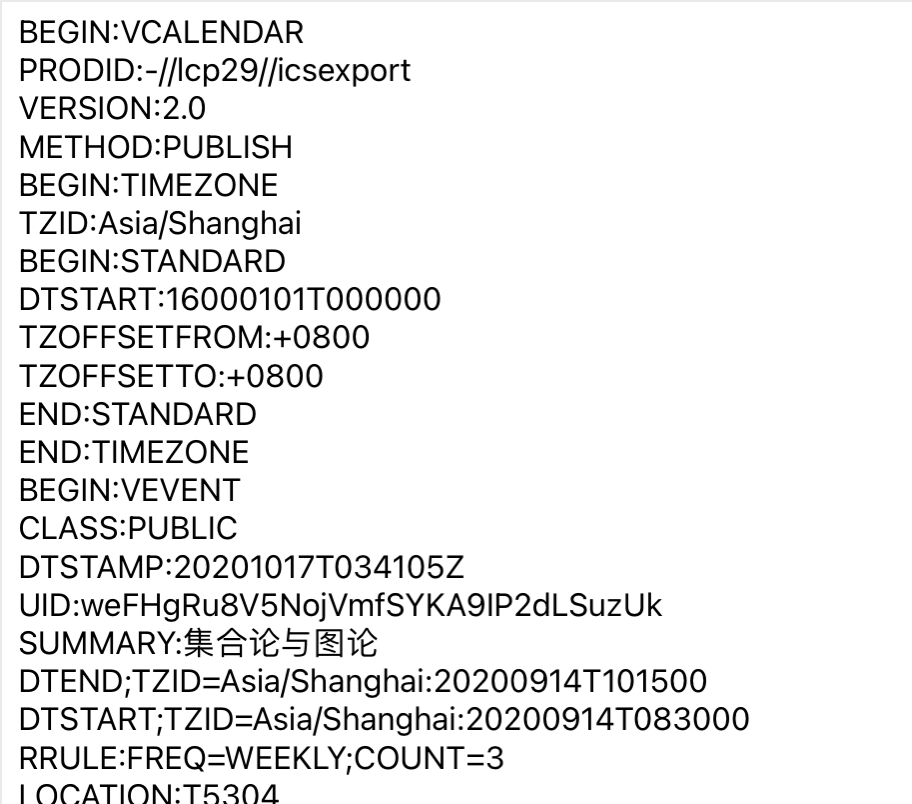 BEGIN:VCALENDAR
PRODID:-//lcp29//icsexport
VERSION:2.0
METHOD:PUBLISH
BEGIN:TIMEZONE
TZID:Asia/Shanghai
BEGIN:STANDARD
DTSTART:16000101T000000
TZOFFSETFROM:+0800
TZOFFSETTO:+0800
END:STANDARD
END:TIMEZONE
BEGIN:VEVENT
CLASS:PUBLIC
DTSTAMP:20201017T034105Z
UID:weFHgRu8V5NojVmfSYKA9IP2dLSuzUk
SUMMARY:集合论与图论
DTEND;TZID=Asia/Shanghai:20200914T101500
DTSTART;TZID=Asia/Shanghai:20200914T083000
RRULE:FREQ=WEEKLY;COUNT=3
LOCATION:T5304